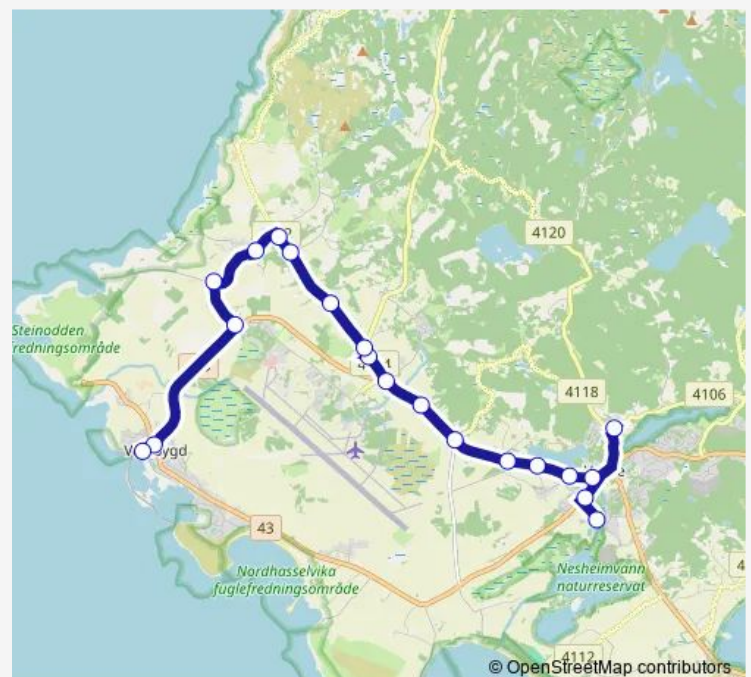 4120
Steinodden
fredningsområde
4118
4106
43
Nordhasselvika
fuglefredningsområde
Nesheimvann
naturreservat
4112
© OpenStreetMap contributors